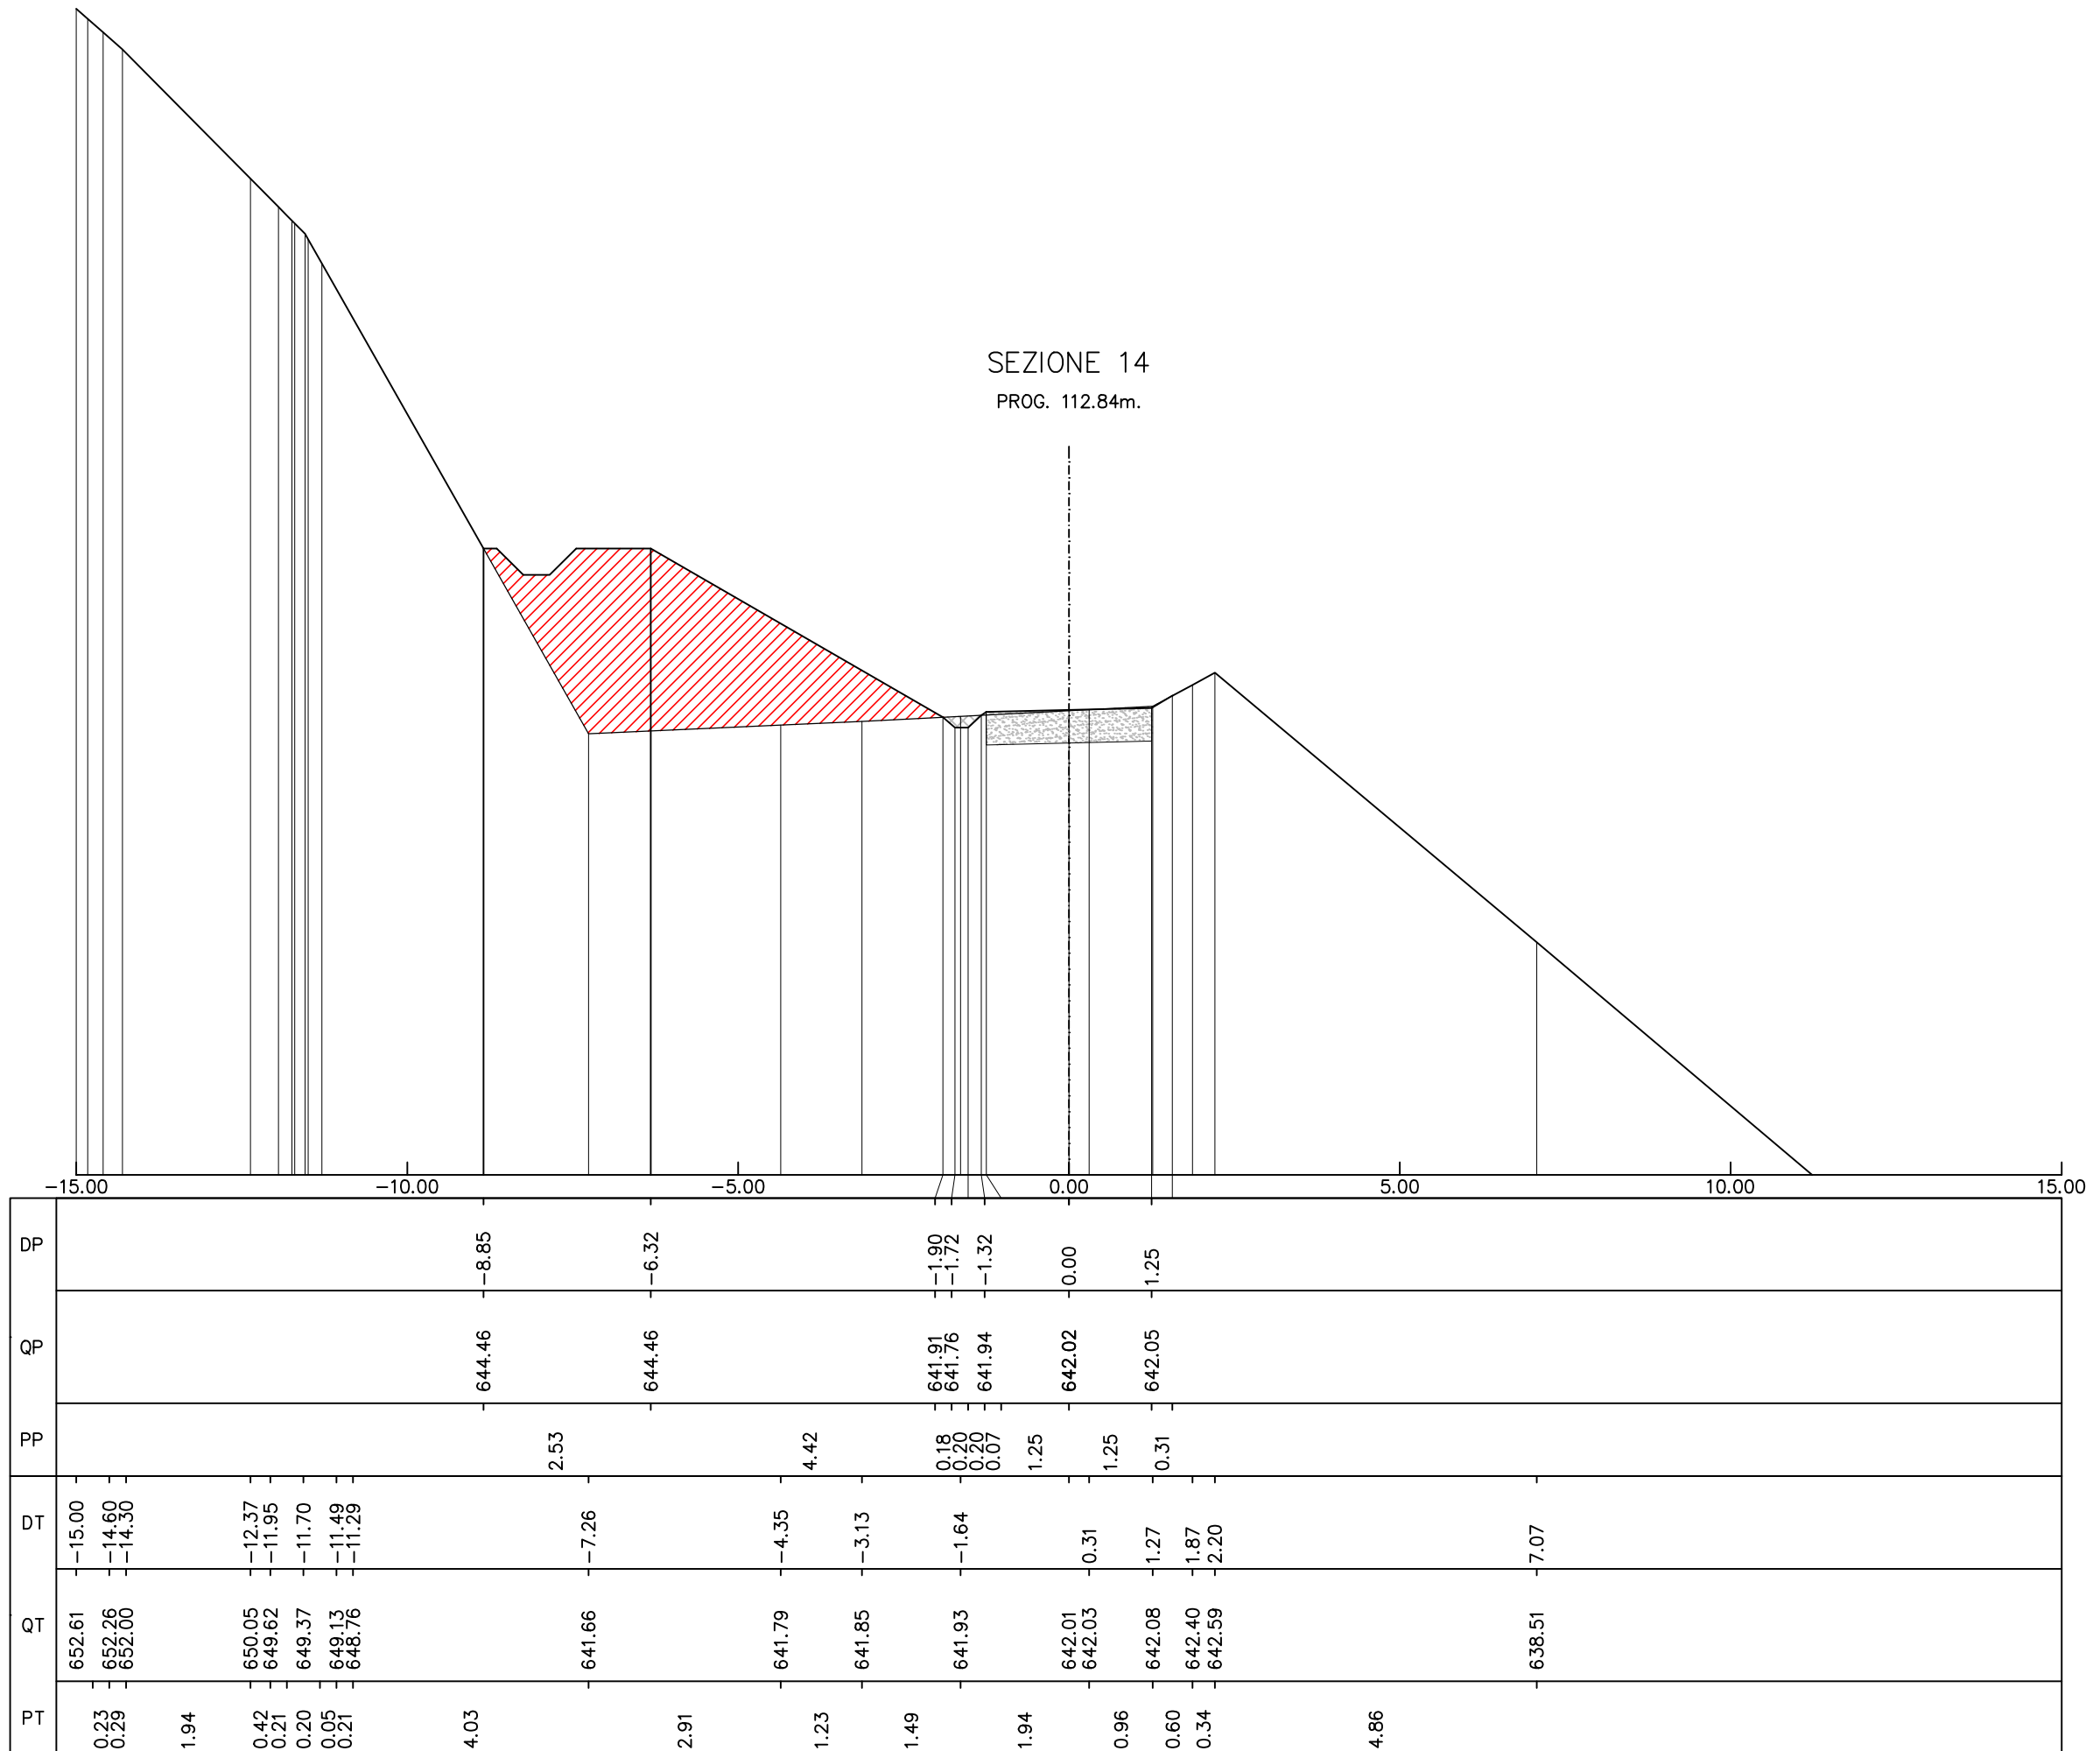 SEZIONE 14
PROG. 112.84m.
-15.00 -10.00 -5.00 0.00 5.00 10.00 15.00
DP -8.85 -6.32 -1.90 -1.72 -1.32 0.00 1.25
QP 644.46 644.46 641.91 641.76 641.94 642.02 642.05
PP 2.53 4.42 0.18 0.20 0.20 0.07 1.25 1.25 0.31
DT -15.00 -14.60 -14.30 -12.37 -11.95 -11.70 -11.49 -11.29 -7.26 -4.35 -3.13 -1.64 0.31 1.27 1.87 2.20 7.07
QT 652.61 652.26 652.00 650.05 649.62 649.37 649.13 648.76 641.66 641.79 641.85 641.93 642.01 642.03 642.08 642.40 642.59 638.51
PT 0.23 0.29 1.94 0.42 0.21 0.20 0.05 0.21 4.03 2.91 1.23 1.49 1.94 0.96 0.60 0.34 4.86